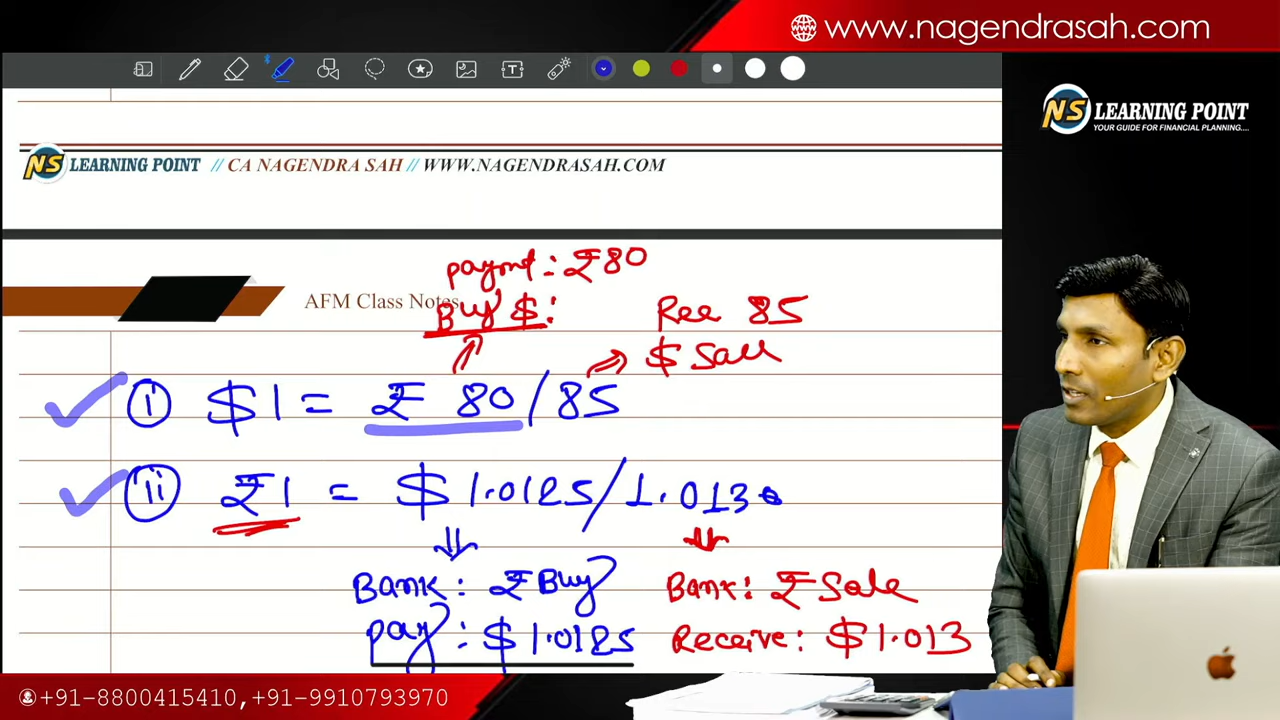 www.nagendrasah.com
NS LEARNING POINT
YOUR GUIDE FOR FINANCIAL PLANNING....
NS LEARNING POINT // CA NAGENDRA SAH // WWW.NAGENDRASAH.COM
AFM Class Notes
paymt : ₹80
Buy $ :
Rec 85
$ Sale
(i) $1 = ₹ 80/85
(ii) ₹1 = $ 1.0125/1.013
Bank : ₹ Buy
pay : $ 1.0125
Bank : ₹ Sale
Receive : $ 1.013
+91-8800415410,+91-9910793970